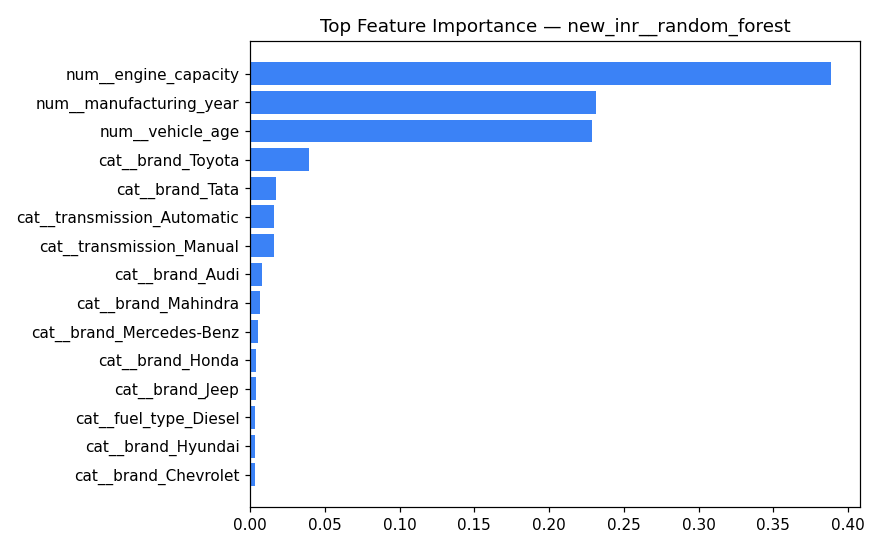 Top Feature Importance — new_inr__random_forest
num__engine_capacity
num__manufacturing_year
num__vehicle_age
cat__brand_Toyota
cat__brand_Tata
cat__transmission_Automatic
cat__transmission_Manual
cat__brand_Audi
cat__brand_Mahindra
cat__brand_Mercedes-Benz
cat__brand_Honda
cat__brand_Jeep
cat__fuel_type_Diesel
cat__brand_Hyundai
cat__brand_Chevrolet
0.00 0.05 0.10 0.15 0.20 0.25 0.30 0.35 0.40